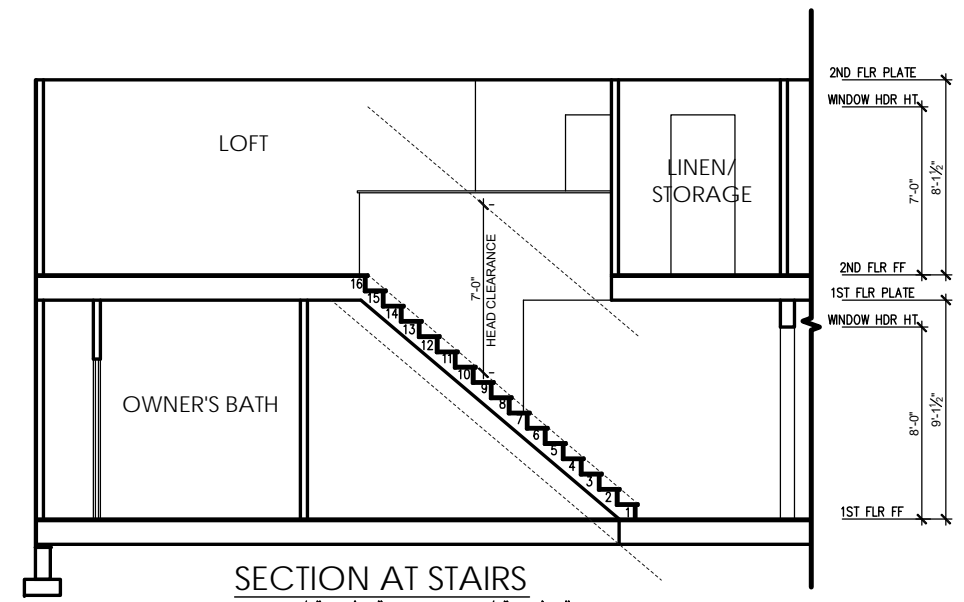 2ND FLR PLATE
WINDOW HDR HT
LOFT
LINEN/
STORAGE
7'-0"
8'-1½"
7'-0"
HEAD CLEARANCE
2ND FLR FF
1ST FLR PLATE
WINDOW HDR HT
16
15
14
13
12
11
10
9
8
7
6
5
4
3
2
1
OWNER'S BATH
8'-0"
9'-1½"
1ST FLR FF
SECTION AT STAIRS